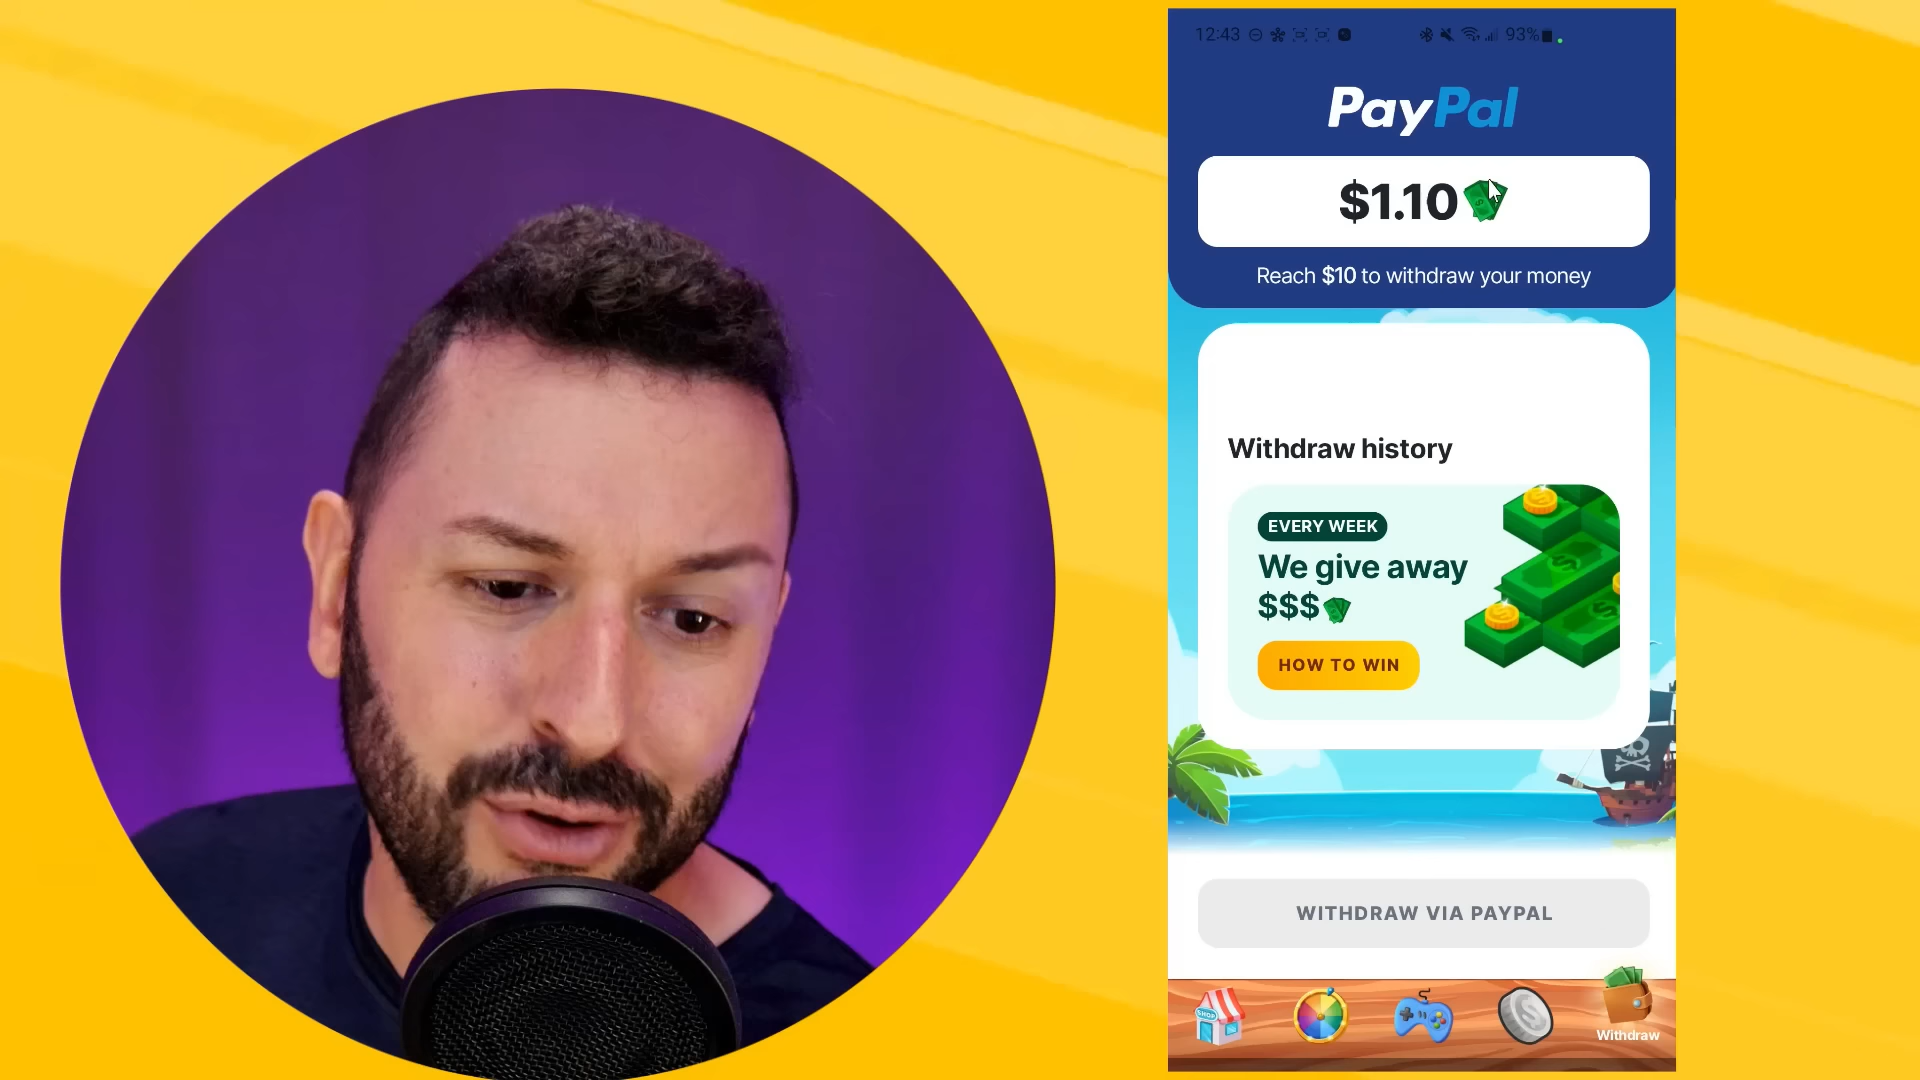 12:43
93%
PayPal
$1.10
Reach $10 to withdraw your money
Withdraw history
EVERY WEEK
We give away
$$$
HOW TO WIN
WITHDRAW VIA PAYPAL
SHOP
Withdraw